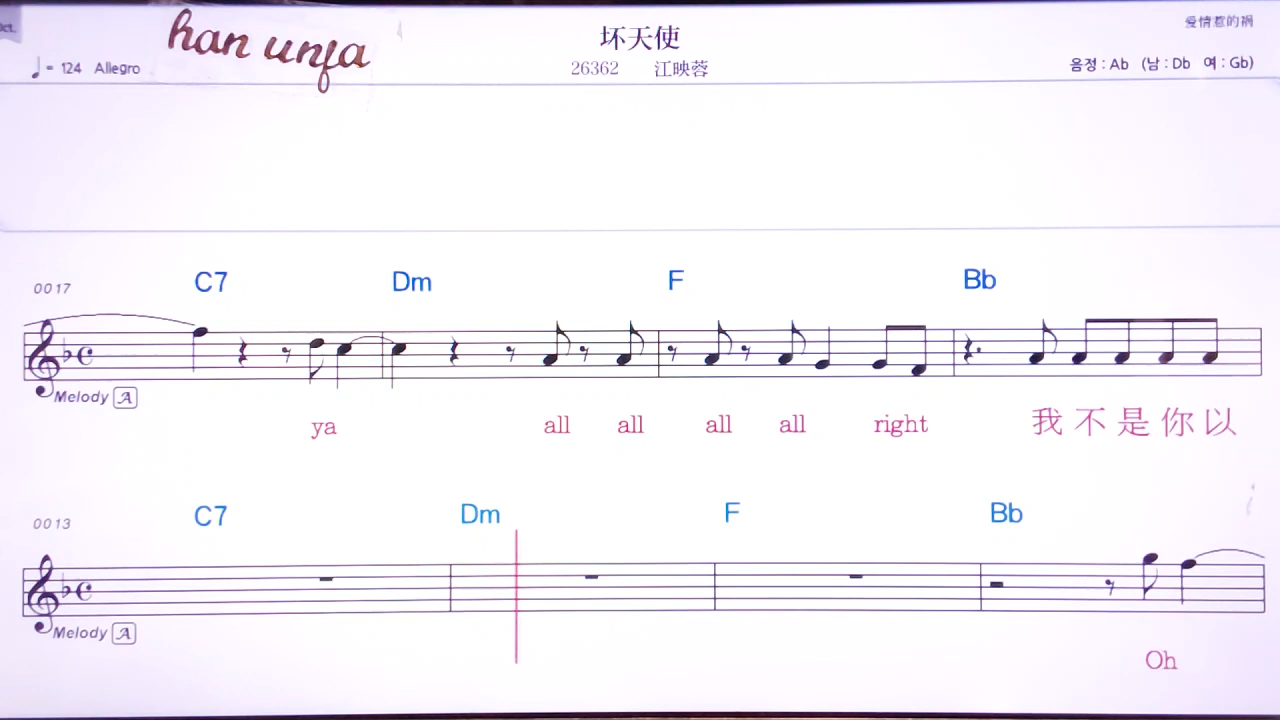 han unfa
坏天使
爱情惹的祸
♩= 124 Allegro
26362 江映蓉
음정 : Ab (남 : Db 여 : Gb)
0017 C7 Dm F Bb
Melody A
ya all all all all right 我不是你以
0013 C7 Dm F Bb
Melody A
Oh